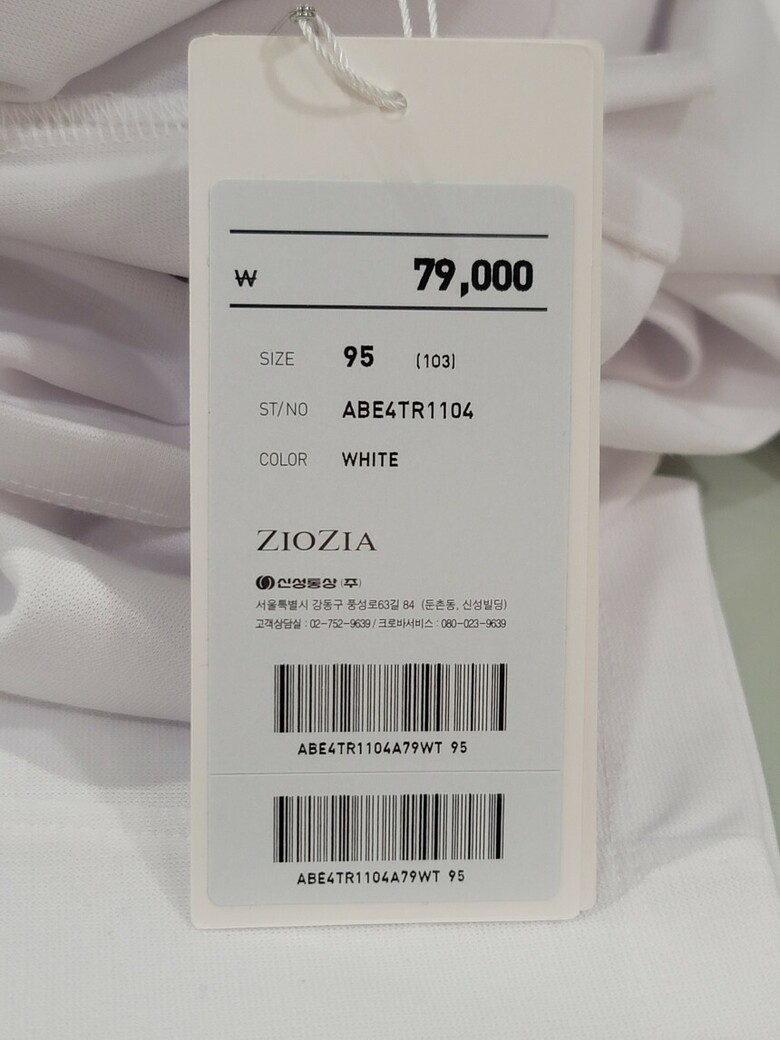 ₩ 79,000
SIZE 95 (103)
ST/NO ABE4TR1104
COLOR WHITE
ZIOZIA
신성통상 (주)
서울특별시 강동구 풍성로63길 84 (둔촌동, 신성빌딩)
고객상담실 : 02-752-9639 / 크로바서비스 : 080-023-9639
ABE4TR1104A79WT 95
ABE4TR1104A79WT 95